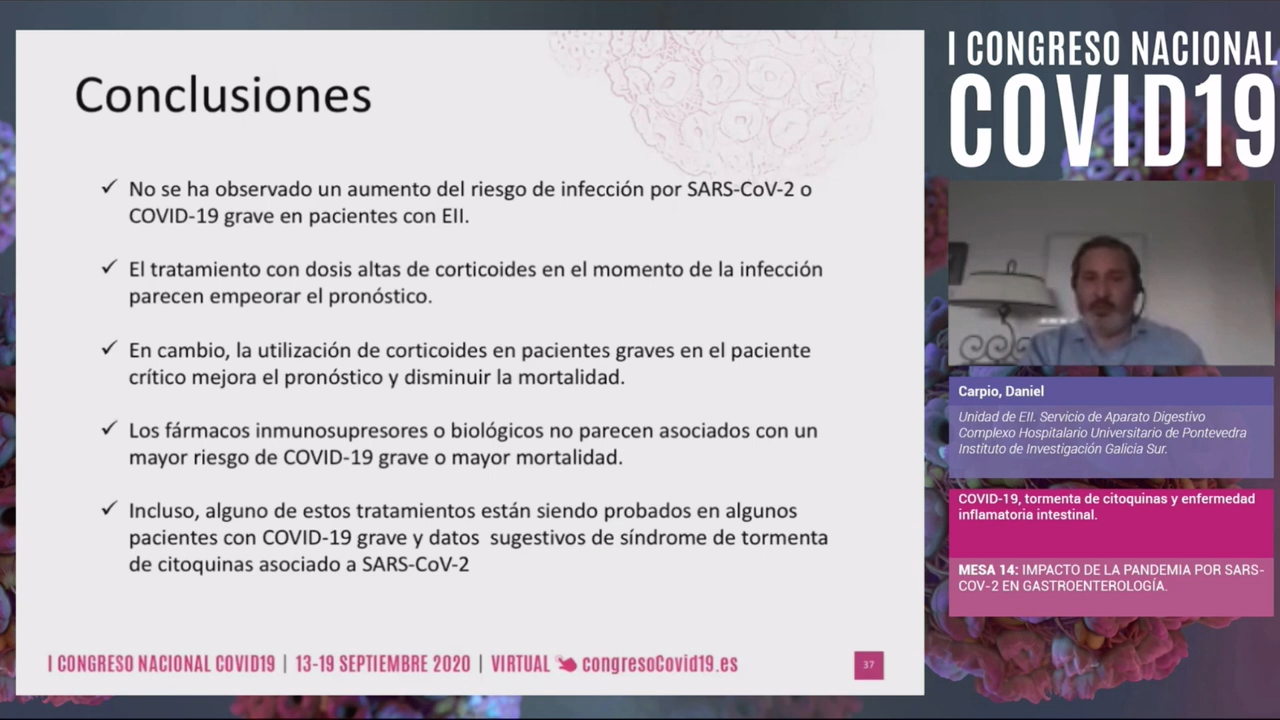 Conclusiones
✓ No se ha observado un aumento del riesgo de infección por SARS-CoV-2 o
COVID-19 grave en pacientes con EII.
✓ El tratamiento con dosis altas de corticoides en el momento de la infección
parecen empeorar el pronóstico.
✓ En cambio, la utilización de corticoides en pacientes graves en el paciente
crítico mejora el pronóstico y disminuir la mortalidad.
✓ Los fármacos inmunosupresores o biológicos no parecen asociados con un
mayor riesgo de COVID-19 grave o mayor mortalidad.
✓ Incluso, alguno de estos tratamientos están siendo probados en algunos
pacientes con COVID-19 grave y datos sugestivos de síndrome de tormenta
de citoquinas asociado a SARS-CoV-2
I CONGRESO NACIONAL COVID19 | 13-19 SEPTIEMBRE 2020 | VIRTUAL congresoCovid19.es
37
I CONGRESO NACIONAL
COVID19
Carpio, Daniel
Unidad de EII. Servicio de Aparato Digestivo
Complexo Hospitalario Universitario de Pontevedra
Instituto de Investigación Galicia Sur.
COVID-19, tormenta de citoquinas y enfermedad
inflamatoria intestinal.
MESA 14: IMPACTO DE LA PANDEMIA POR SARS-
COV-2 EN GASTROENTEROLOGÍA.